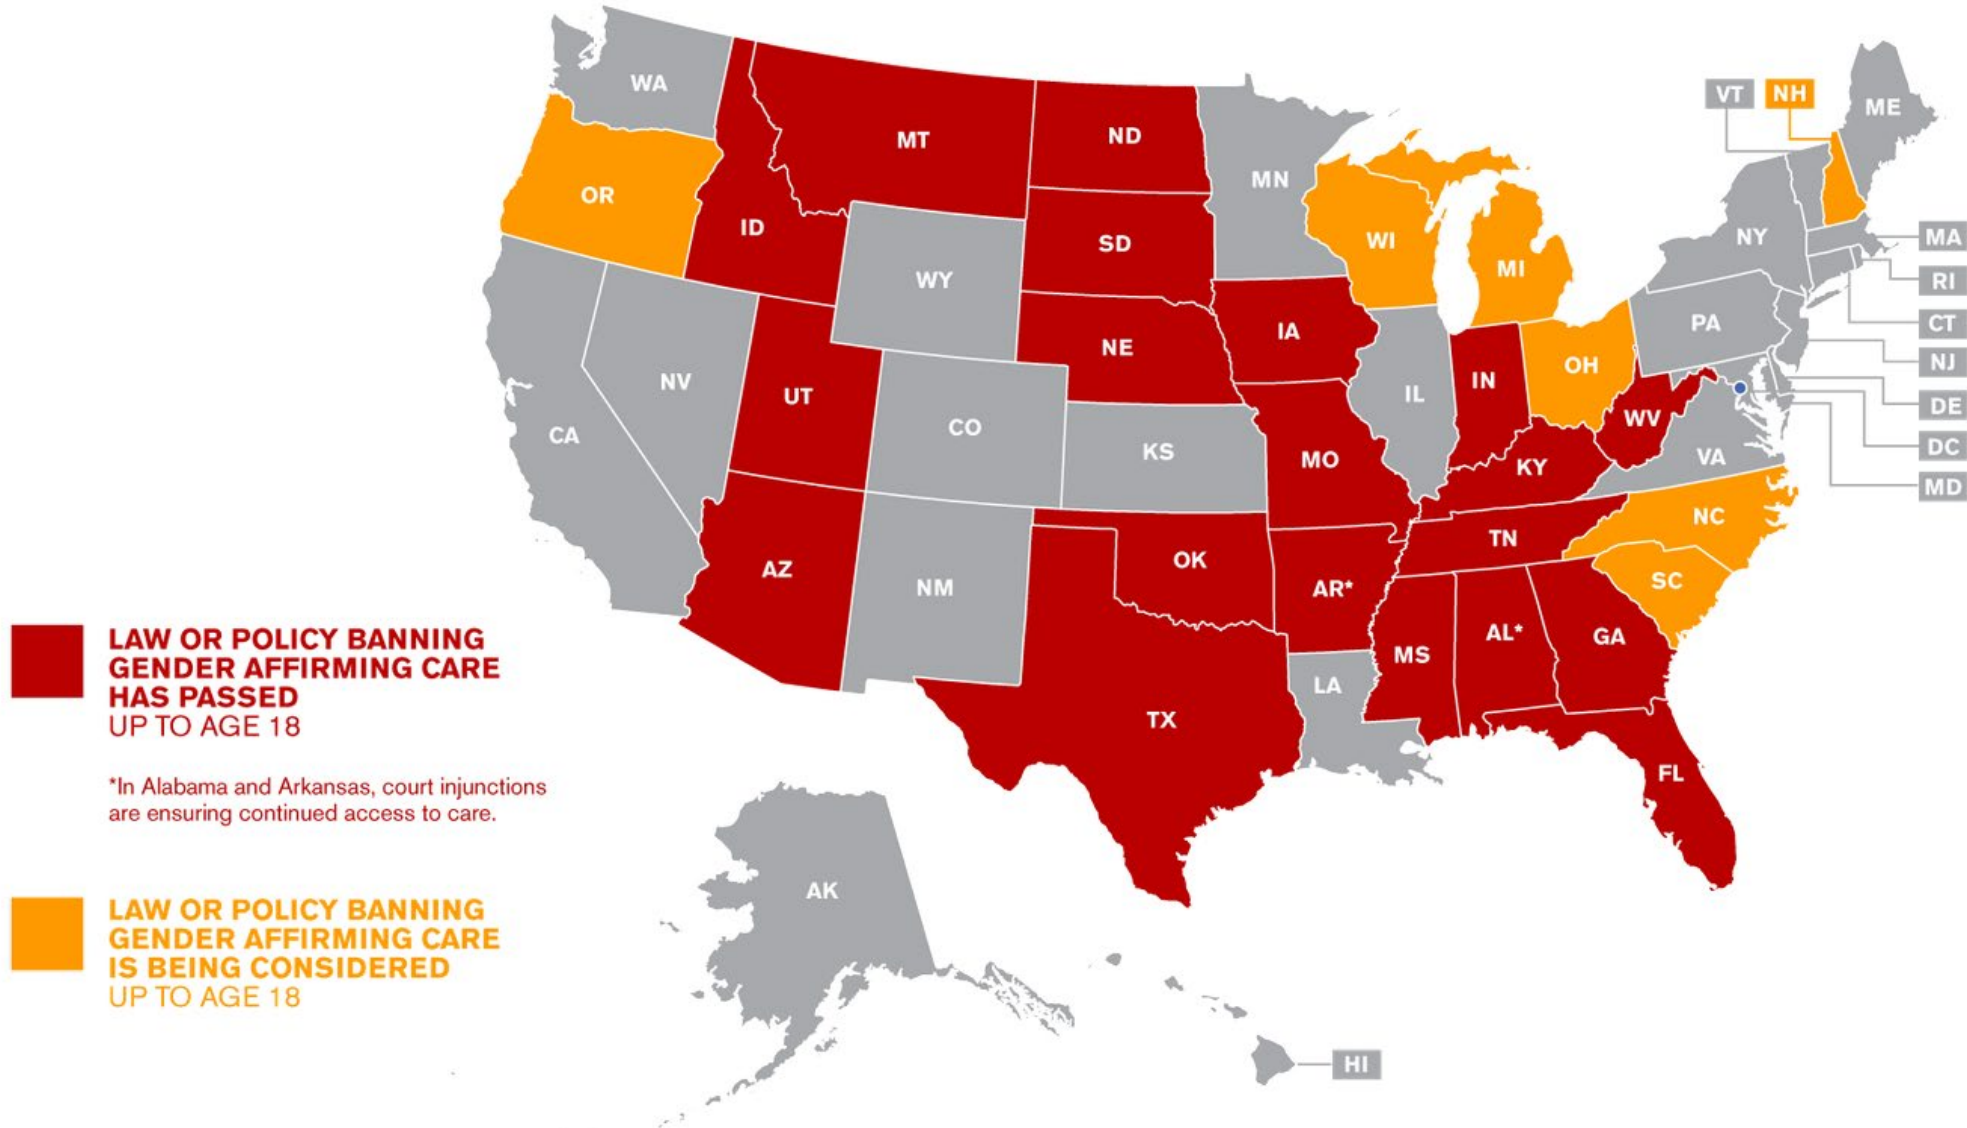 WA
VT
NH
ME
MT
ND
MN
OR
ID
SD
WI
MI
NY
MA
WY
RI
PA
CT
IA
NE
NJ
NV
UT
IL
IN
OH
DE
CA
CO
KS
MO
KY
WV
VA
DC
MD
NC
TN
AZ
NM
OK
AR*
SC
MS
AL*
GA
LA
TX
FL
LAW OR POLICY BANNING
GENDER AFFIRMING CARE
HAS PASSED
UP TO AGE 18
*In Alabama and Arkansas, court injunctions
are ensuring continued access to care.
AK
LAW OR POLICY BANNING
GENDER AFFIRMING CARE
IS BEING CONSIDERED
UP TO AGE 18
HI